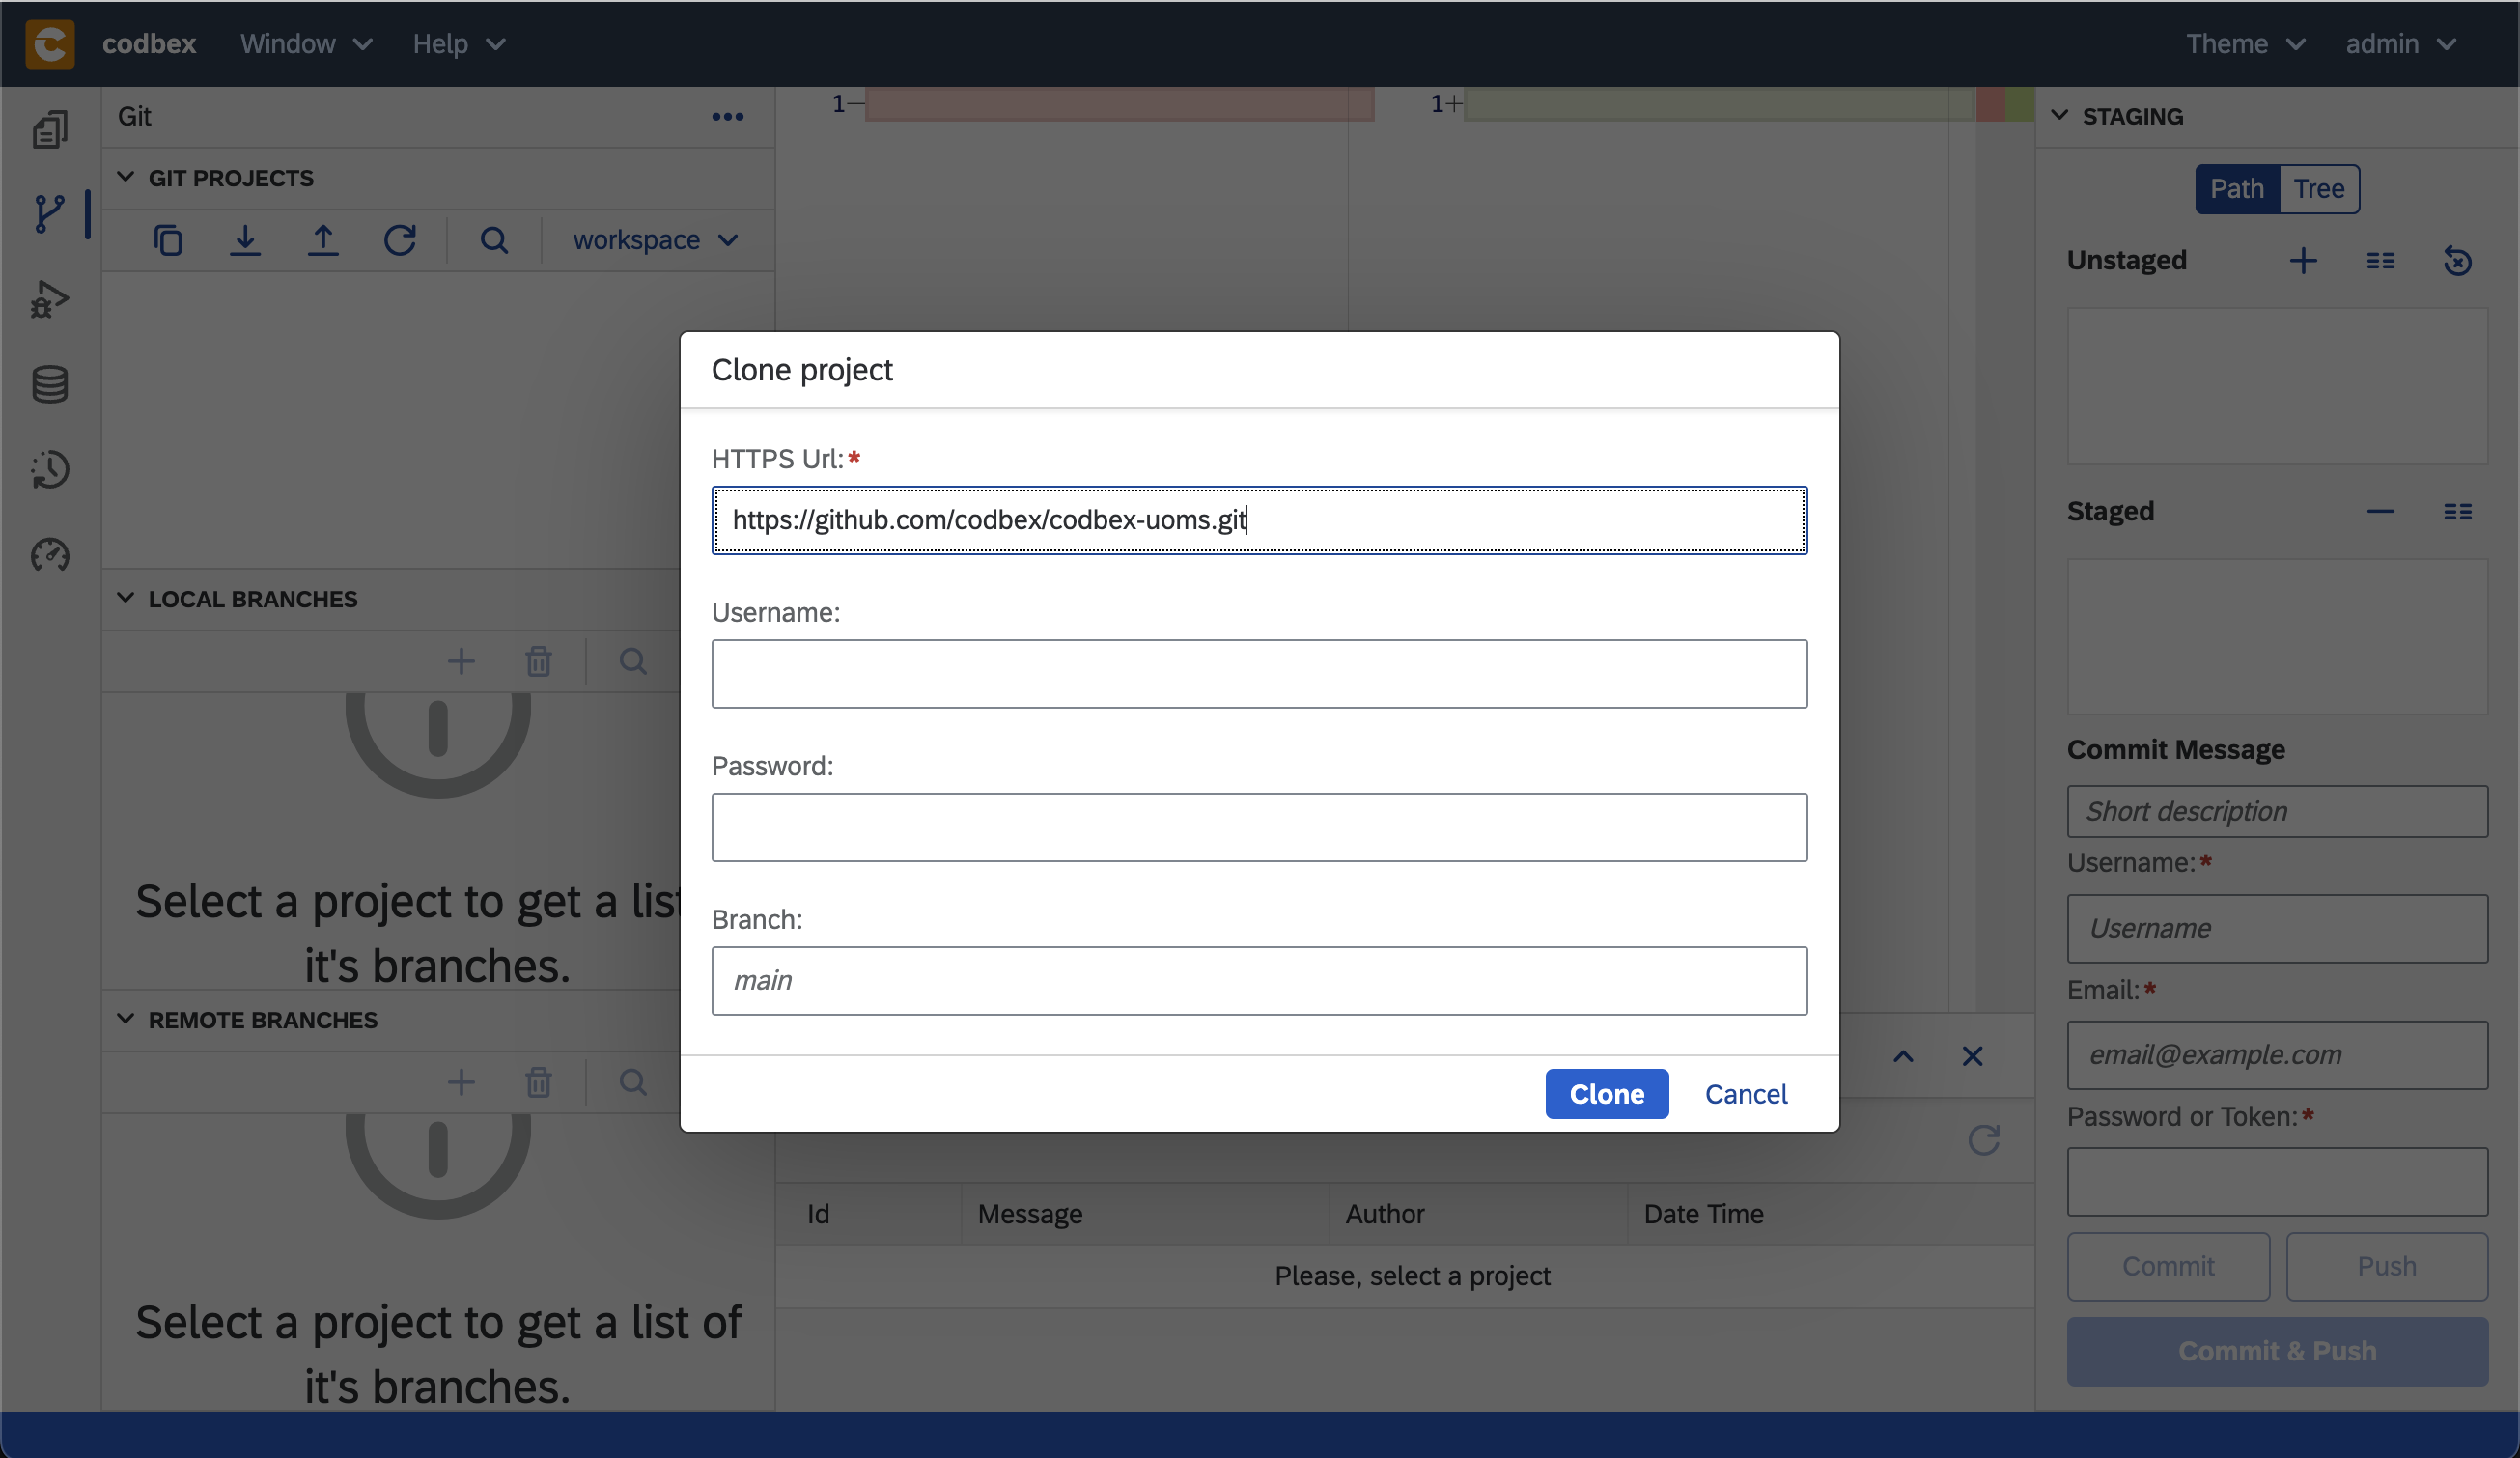 codbex Window Help Theme admin
Git
GIT PROJECTS
workspace
LOCAL BRANCHES
Select a project to get a list
it's branches.
REMOTE BRANCHES
Select a project to get a list of
it's branches.
1—
1+
Clone project
HTTPS Url:*
https://github.com/codbex/codbex-uoms.git
Username:
Password:
Branch:
main
Clone Cancel
Id Message Author Date Time
Please, select a project
STAGING
Path Tree
Unstaged
Staged
Commit Message
Short description
Username:*
Username
Email:*
email@example.com
Password or Token:*
Commit Push
Commit & Push